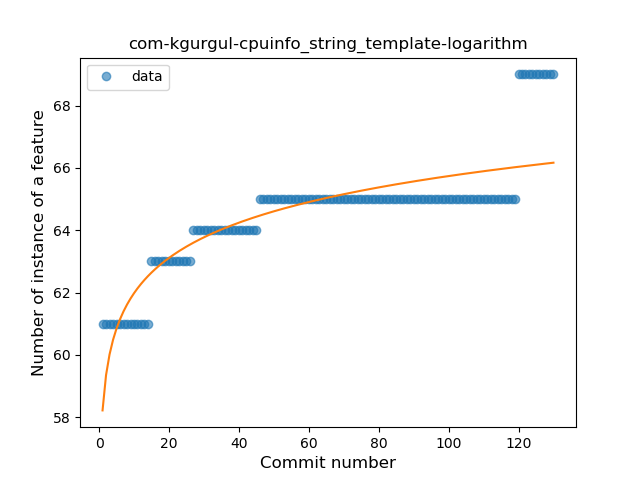 com-kgurgul-cpuinfo_string_template-logarithm
data
Number of instance of a feature
68
66
64
62
60
58
0 20 40 60 80 100 120
Commit number